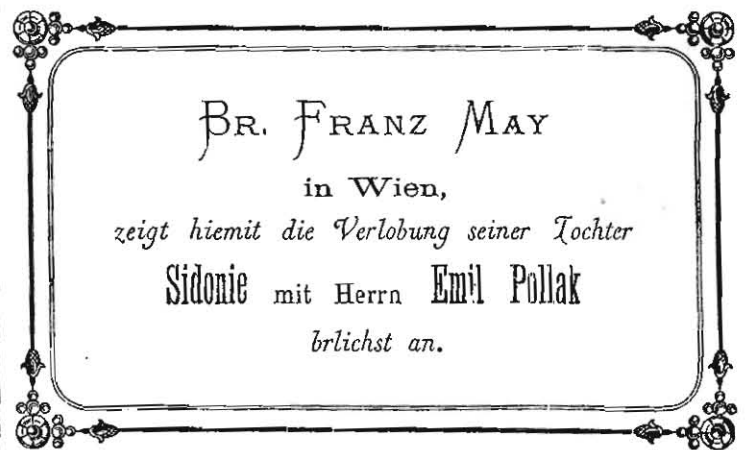 BR. FRANZ MAY
in Wien,
zeigt hiemit die Verlobung seiner Tochter
Sidonie mit Herrn Emil Pollak
brlichst an.